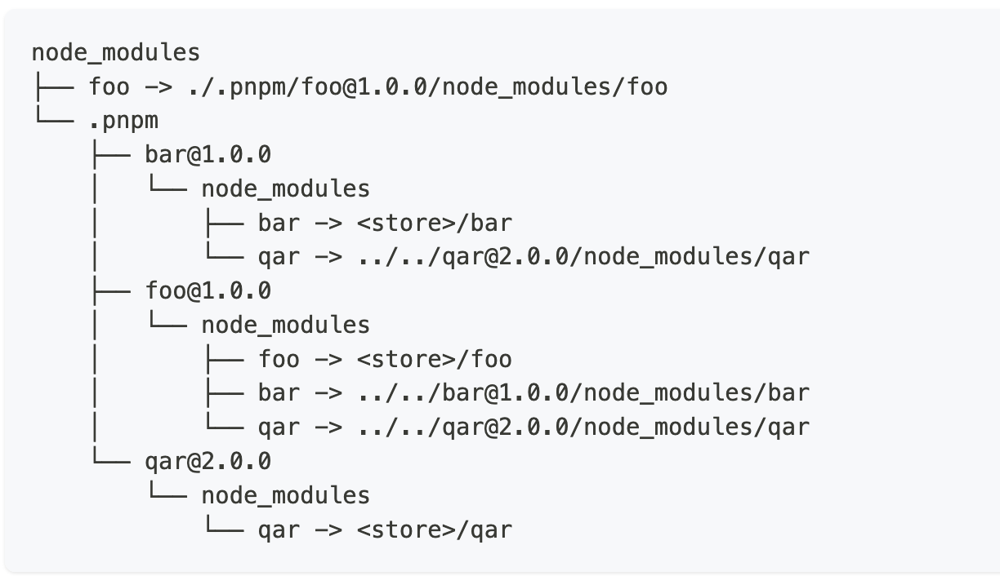 node_modules
├── foo -> ./.pnpm/foo@1.0.0/node_modules/foo
└── .pnpm
    ├── bar@1.0.0
    │   └── node_modules
    │       ├── bar -> <store>/bar
    │       └── qar -> ../../qar@2.0.0/node_modules/qar
    ├── foo@1.0.0
    │   └── node_modules
    │       ├── foo -> <store>/foo
    │       ├── bar -> ../../bar@1.0.0/node_modules/bar
    │       └── qar -> ../../qar@2.0.0/node_modules/qar
    └── qar@2.0.0
        └── node_modules
            └── qar -> <store>/qar